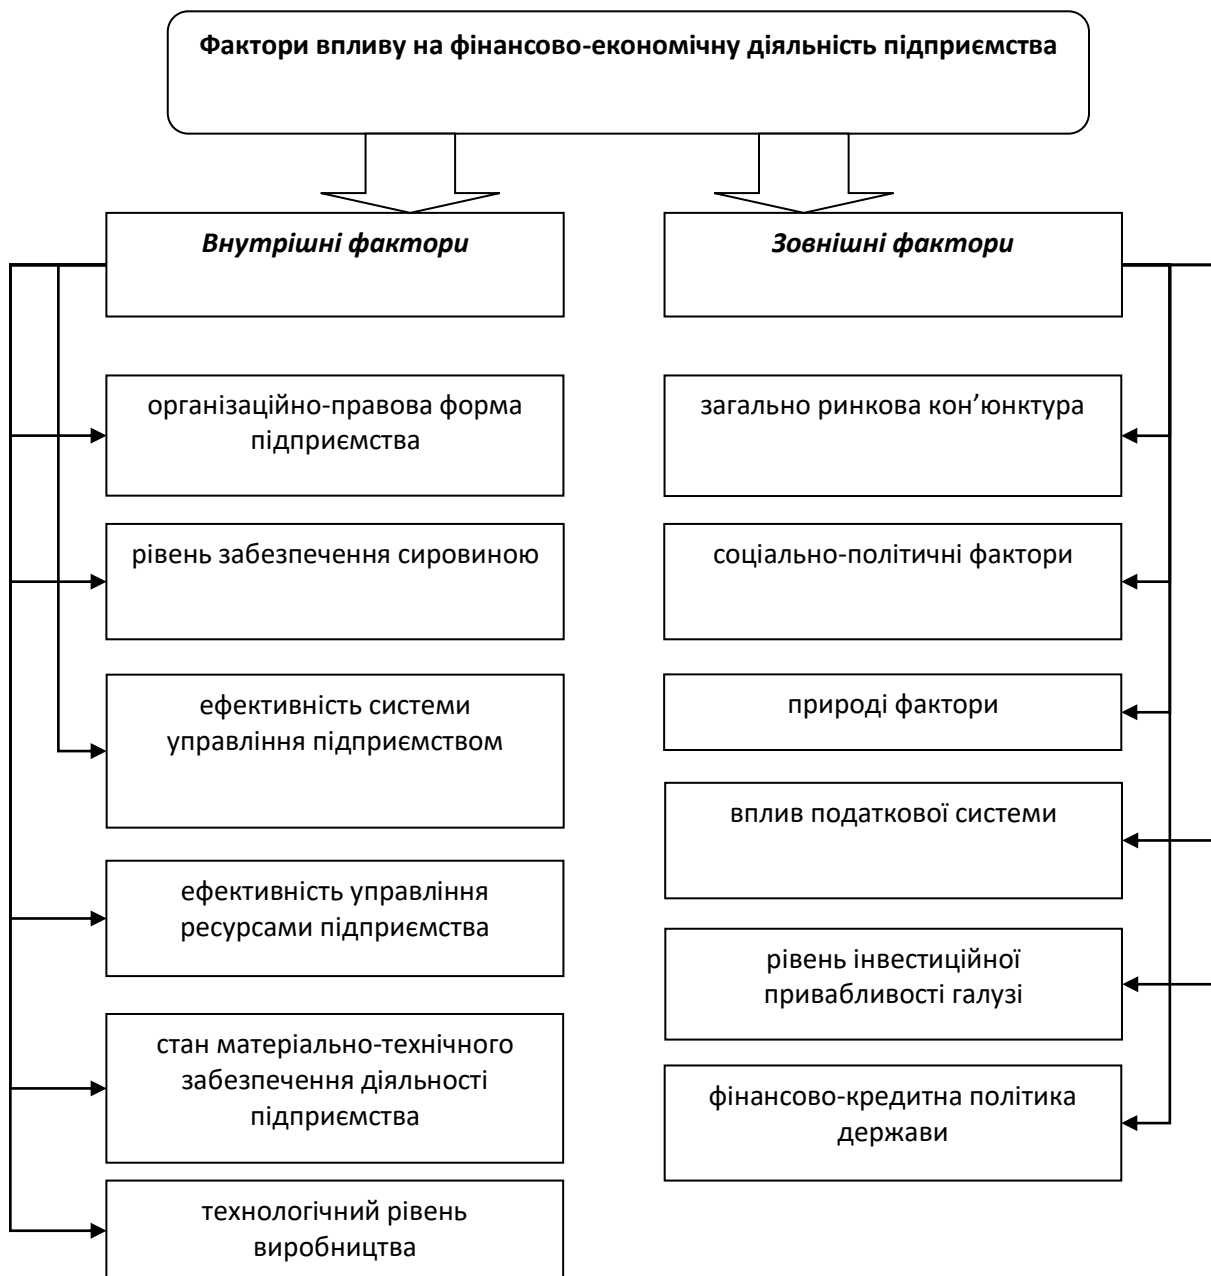 Фактори впливу на фінансово-економічну діяльність підприємства
Внутрішні фактори
організаційно-правова форма
підприємства
рівень забезпечення сировиною
ефективність системи
управління підприємством
ефективність управління
ресурсами підприємства
стан матеріально-технічного
забезпечення діяльності
підприємства
технологічний рівень
виробництва
Зовнішні фактори
загально ринкова кон’юнктура
соціально-політичні фактори
природі фактори
вплив податкової системи
рівень інвестиційної
привабливості галузі
фінансово-кредитна політика
держави